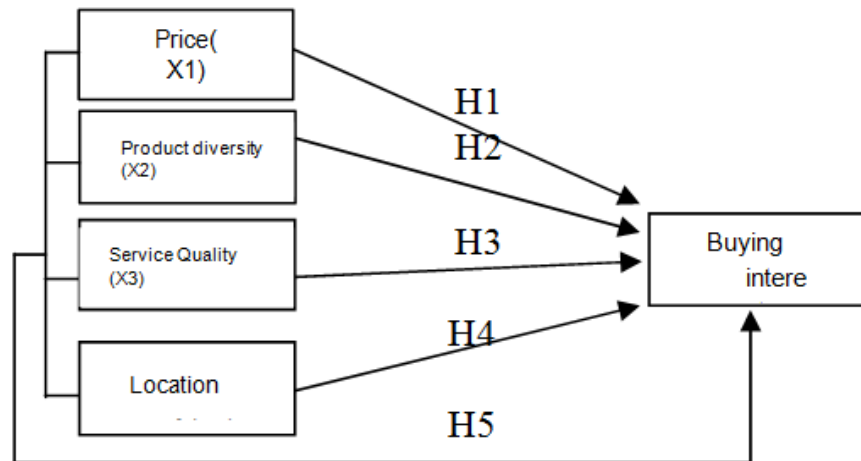 Price(
X1)
H1
Product diversity
(X2)
H2
Service Quality
(X3)
H3
Buying
intere
Location
H4
H5